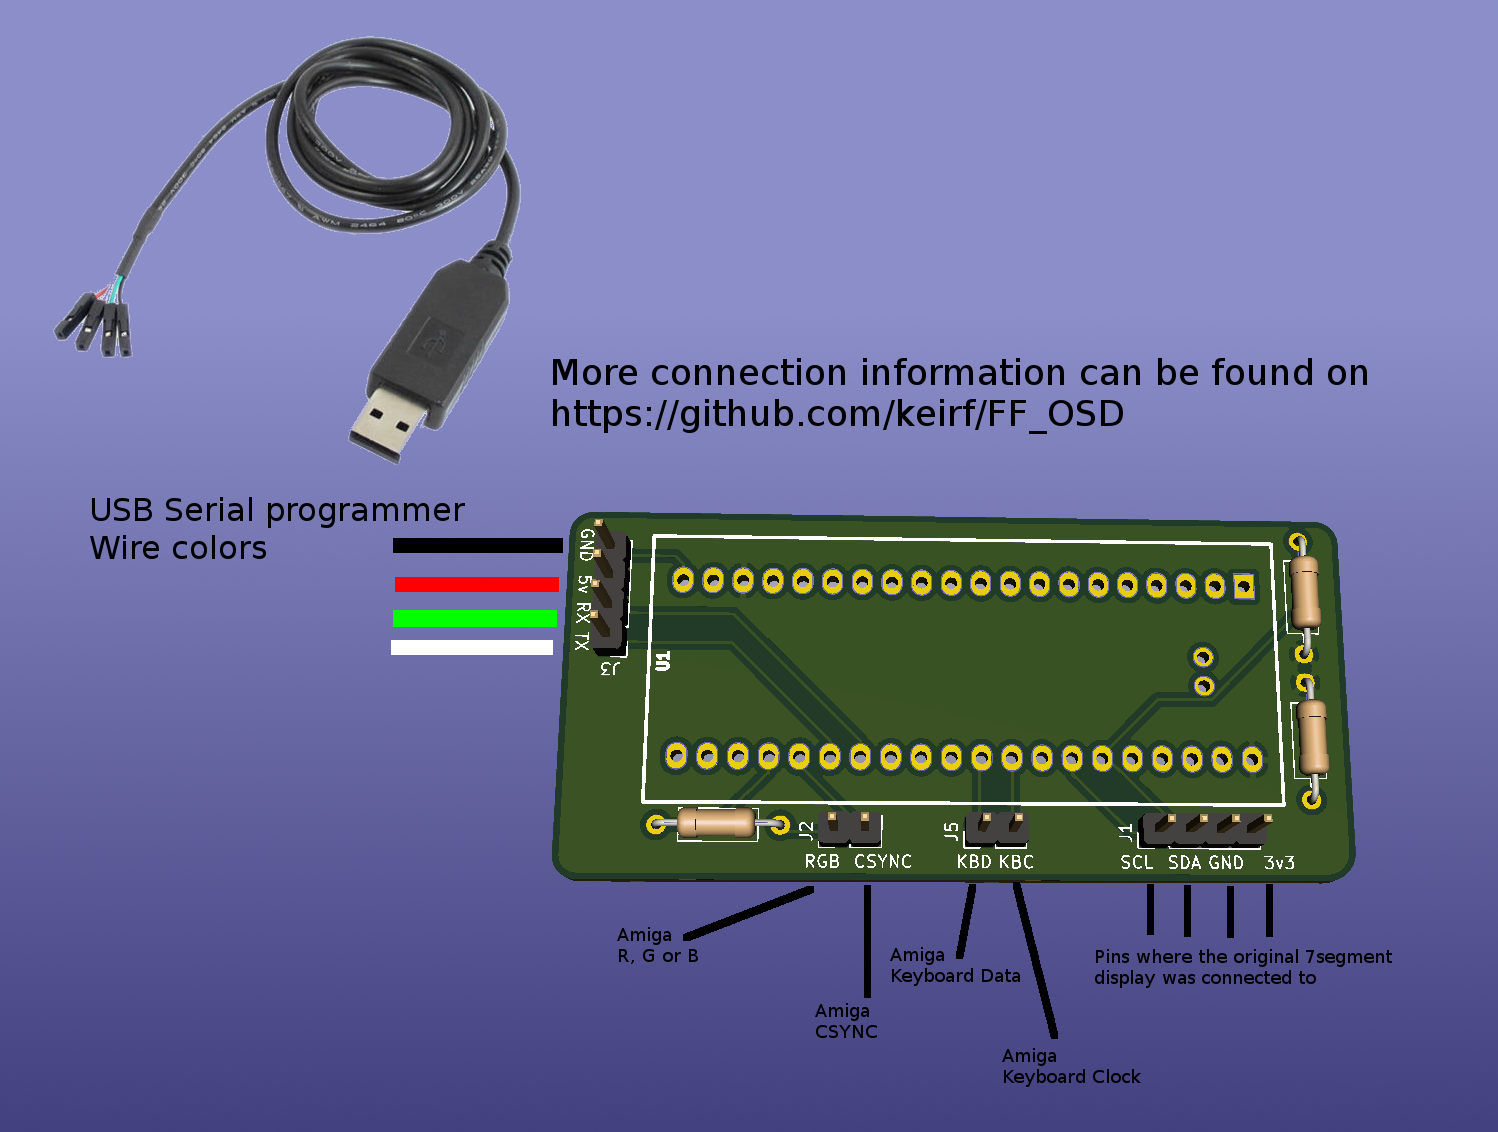 More connection information can be found on
https://github.com/keirf/FF_OSD
USB Serial programmer
Wire colors
GND
5v
RX
TX
J3
U1
J2
RGB CSYNC
J5
KBD KBC
J1
SCL SDA GND 3v3
Amiga
R, G or B
Amiga
CSYNC
Amiga
Keyboard Data
Amiga
Keyboard Clock
Pins where the original 7segment
display was connected to